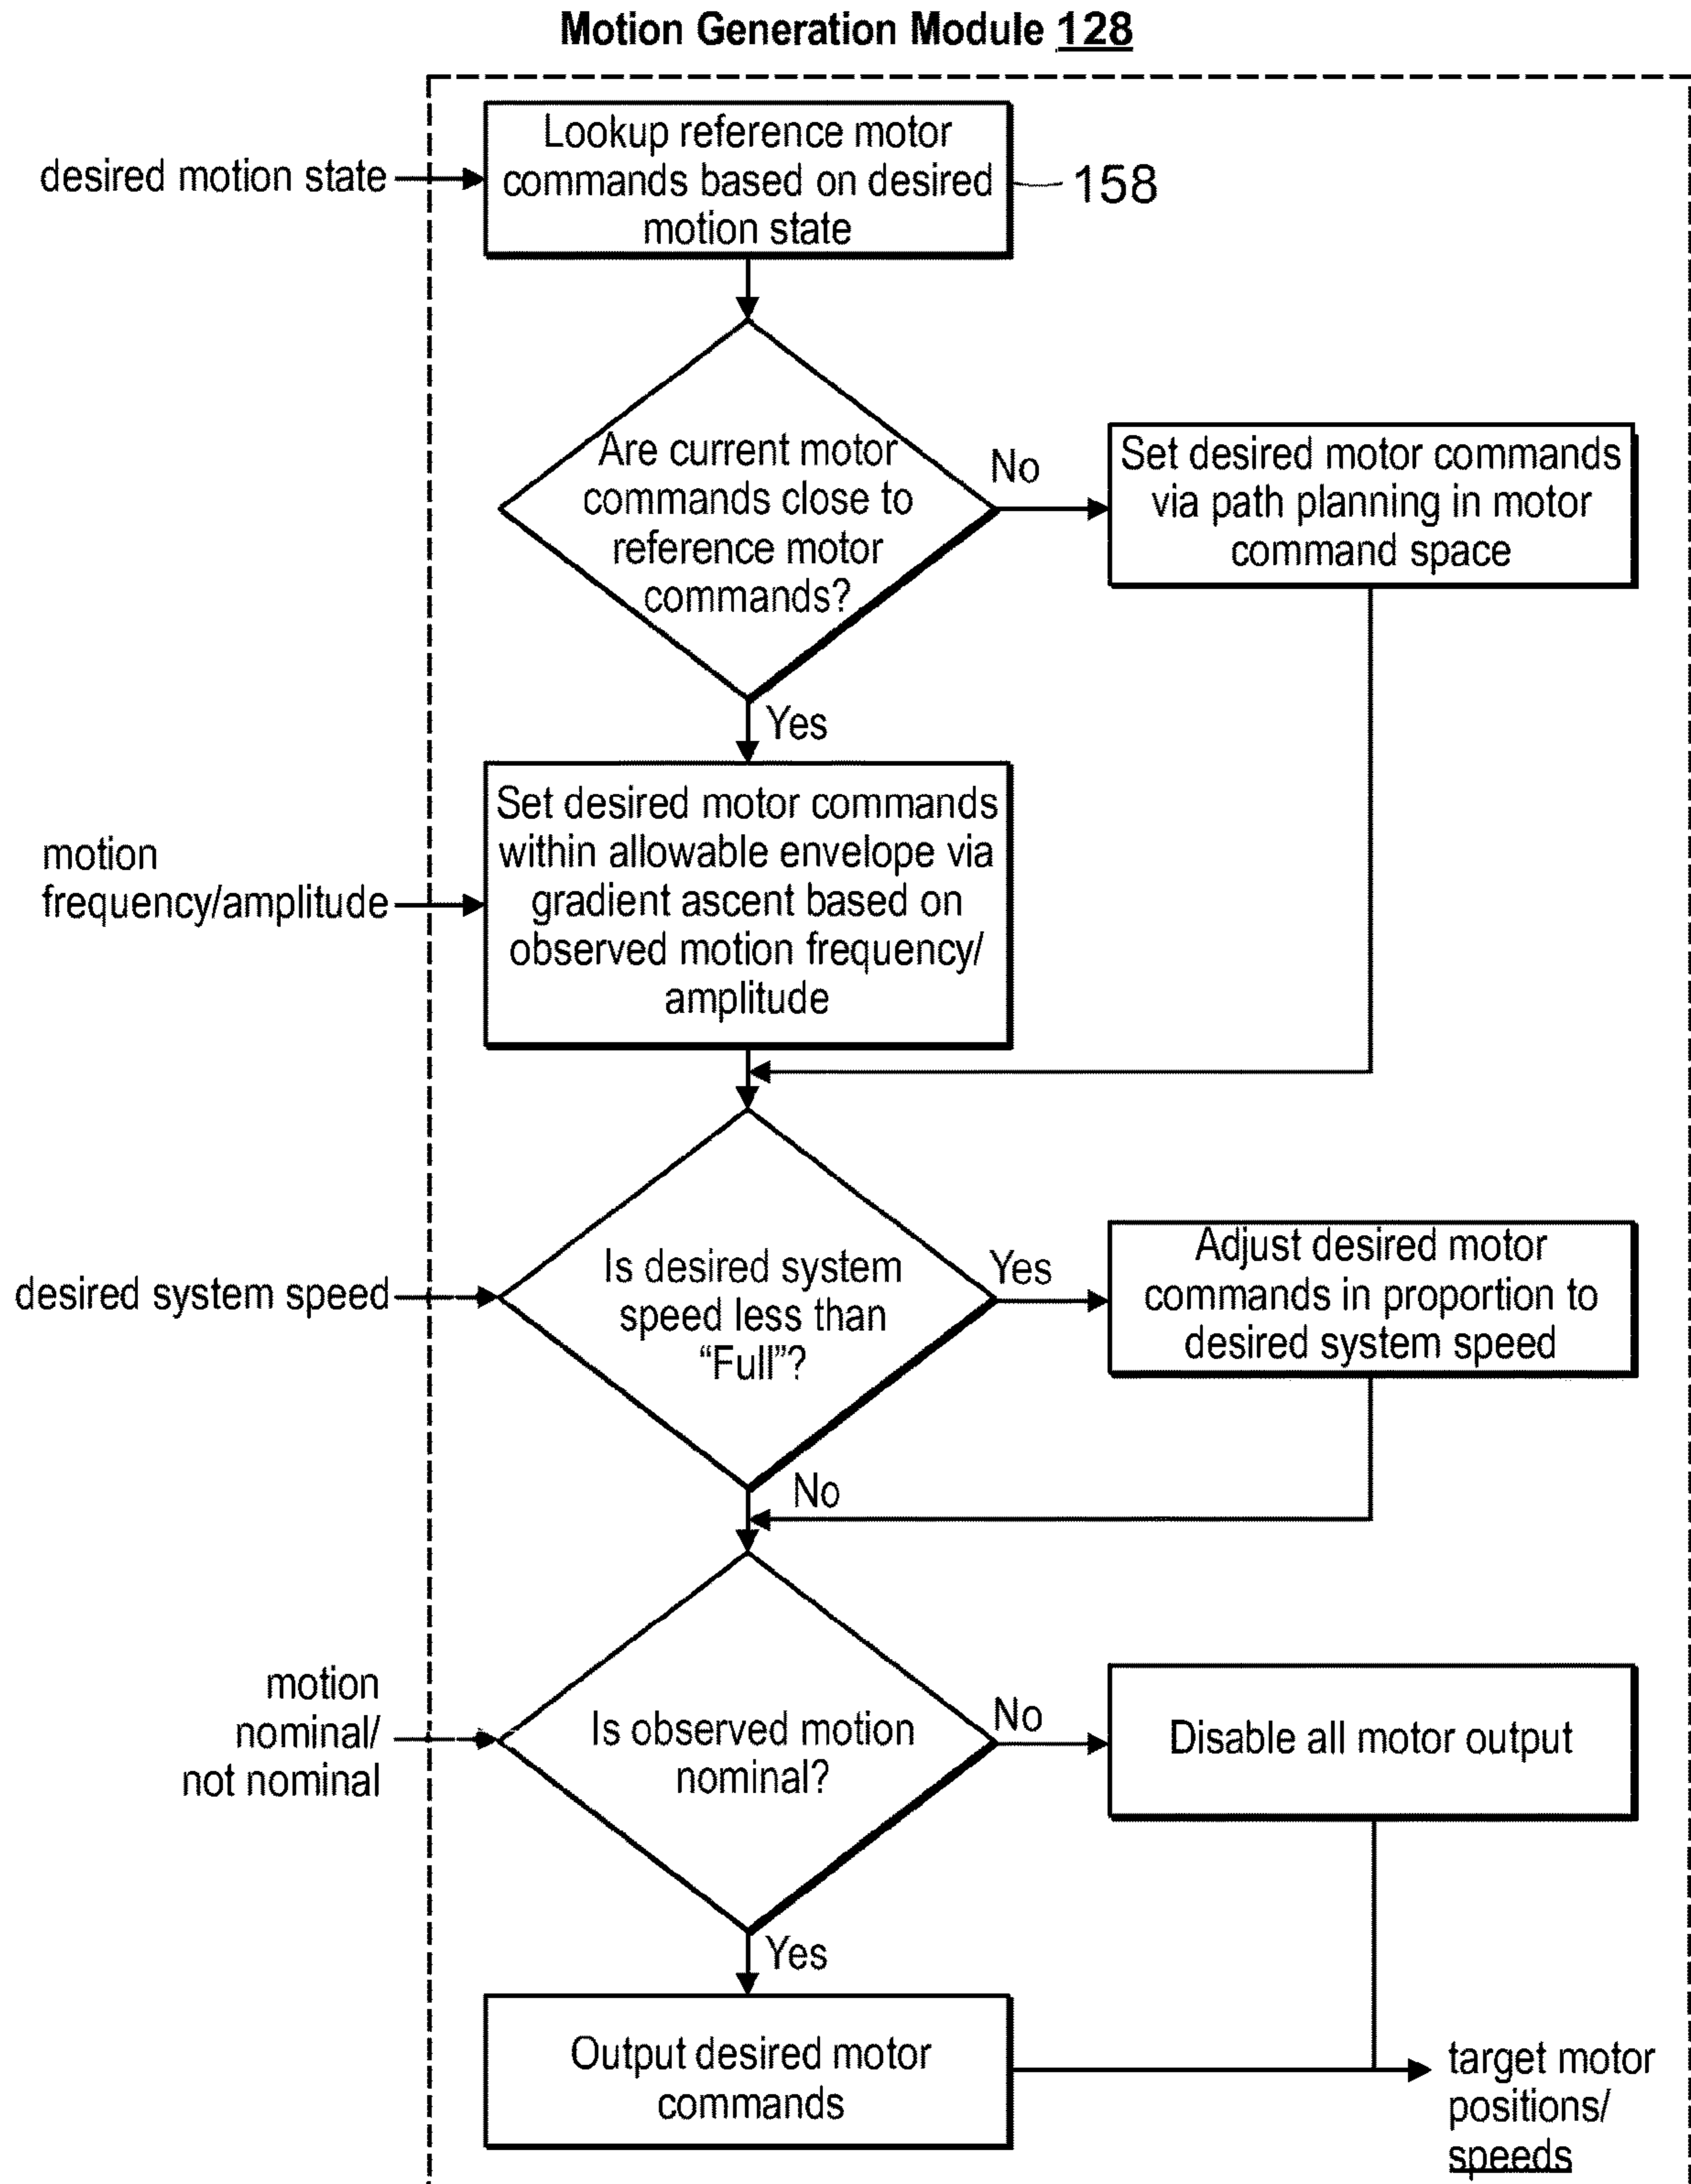 Motion Generation Module 128
Lookup reference motor
commands based on desired
motion state
desired motion state
158
Are current motor
commands close to
reference motor
commands?
No
Set desired motor commands
via path planning in motor
command space
Yes
Set desired motor commands
within allowable envelope via
gradient ascent based on
observed motion frequency/
amplitude
motion
frequency/amplitude
desired system speed
Is desired system
speed less than
“Full”?
Yes
Adjust desired motor
commands in proportion to
desired system speed
No
motion
nominal/
not nominal
Is observed motion
nominal?
No
Disable all motor output
Yes
Output desired motor
commands
target motor
positions/
speeds